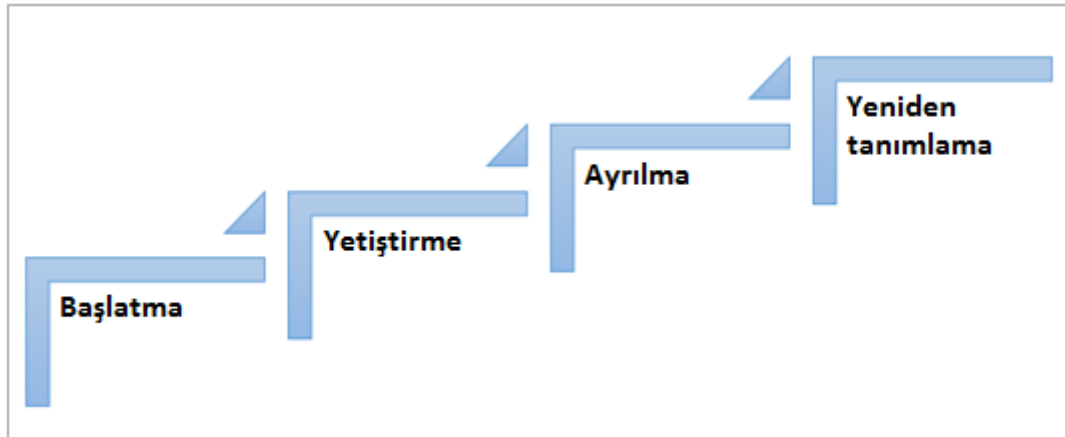 Başlatma
Yetiştirme
Ayrılma
Yeniden
tanımlama